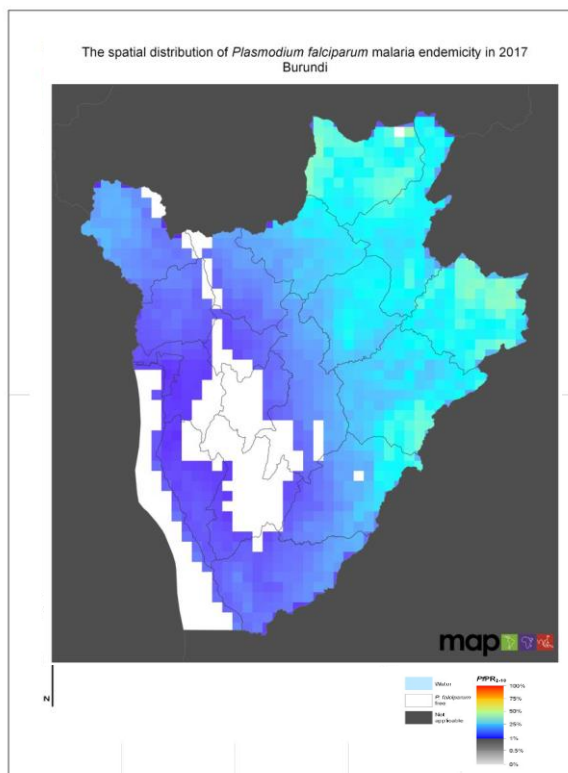 The spatial distribution of Plasmodium falciparum malaria endemicity in 2017
Burundi
map
N
Water
P. falciparum
free
Not
applicable
PfPR2-10
100%
75%
50%
25%
1%
0.5%
0%